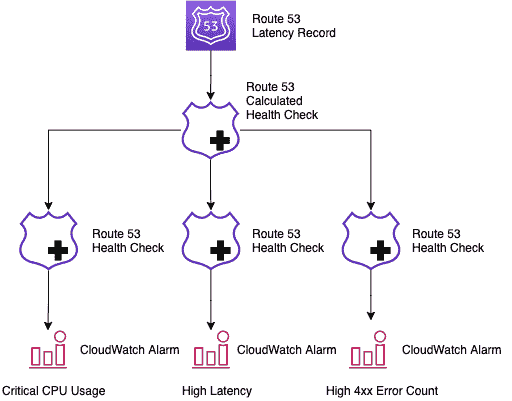 53
Route 53
Latency Record
Route 53
Calculated
Health Check
Route 53
Health Check
Route 53
Health Check
Route 53
Health Check
CloudWatch Alarm
CloudWatch Alarm
CloudWatch Alarm
Critical CPU Usage
High Latency
High 4xx Error Count